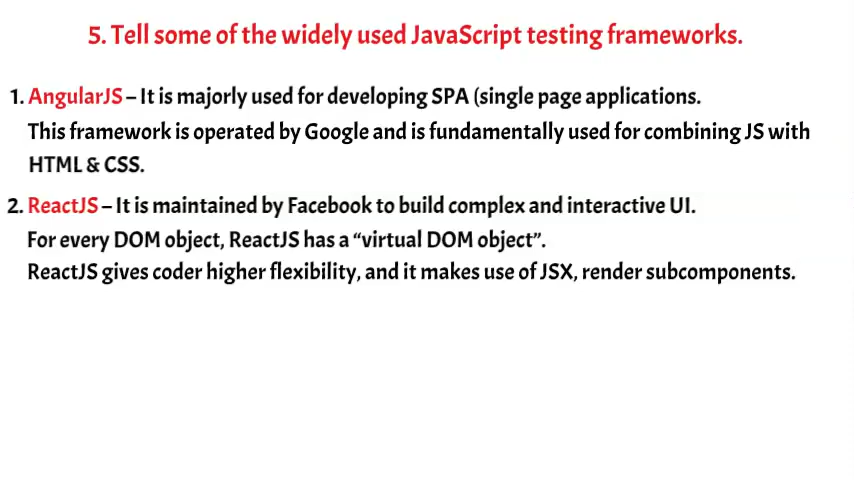 5. Tell some of the widely used JavaScript testing frameworks.
1. AngularJS – It is majorly used for developing SPA (single page applications.
This framework is operated by Google and is fundamentally used for combining JS with
HTML & CSS.
2. ReactJS – It is maintained by Facebook to build complex and interactive UI.
For every DOM object, ReactJS has a “virtual DOM object”.
ReactJS gives coder higher flexibility, and it makes use of JSX, render subcomponents.